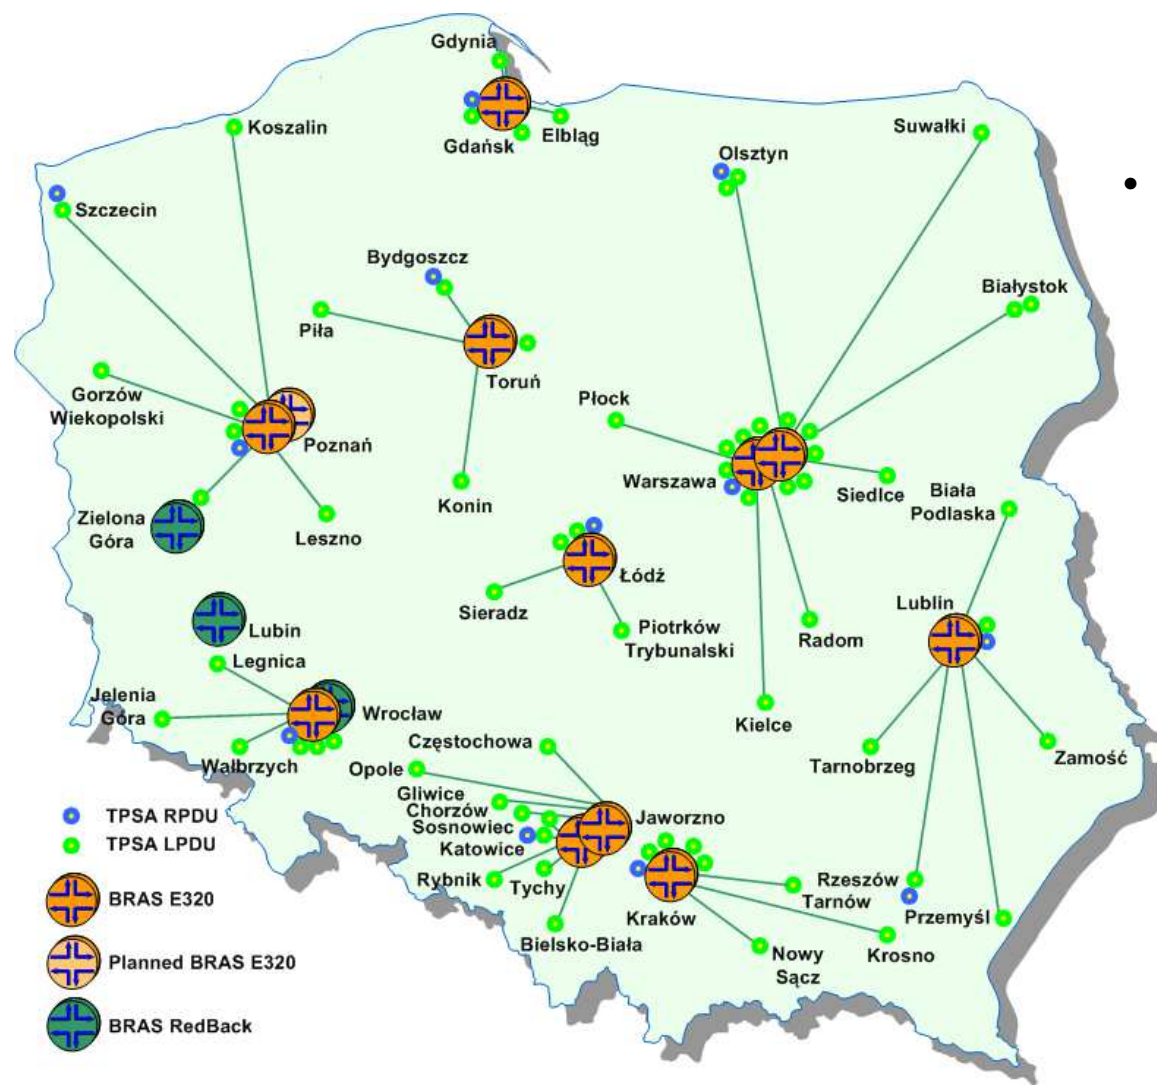 Gdynia
Koszalin
Gdańsk
Elbląg
Suwałki
Olsztyn
Szczecin
Bydgoszcz
Białystok
Piła
Toruń
Gorzów
Wiekopolski
Płock
Poznań
Warszawa
Siedlce
Biała
Podlaska
Konin
Zielona
Góra
Leszno
Łódź
Sieradz
Lublin
Lubin
Piotrków
Trybunalski
Radom
Legnica
Jelenia
Góra
Wrocław
Kielce
Częstochowa
Zamość
Wałbrzych
Opole
Tarnobrzeg
Gliwice
Chorzów
Sosnowiec
Katowice
Jaworzno
TPSA RPDU
TPSA LPDU
Rybnik
Tychy
Rzeszów
Tarnów
BRAS E320
Kraków
Przemyśl
Bielsko-Biała
Nowy
Sącz
Krosno
Planned BRAS E320
BRAS RedBack